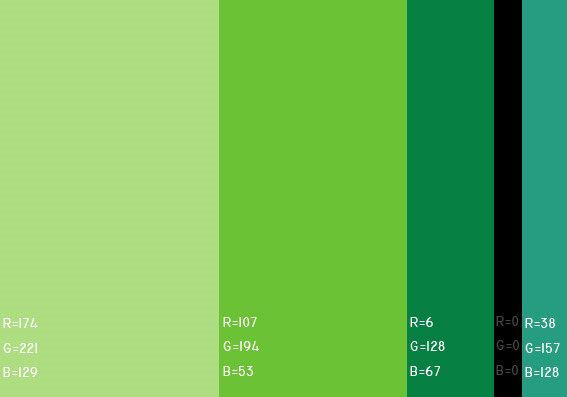 R=174
G=221
B=129
R=107
G=194
B=53
R=6
G=128
B=67
R=0
G=0
B=0
R=38
G=157
B=128